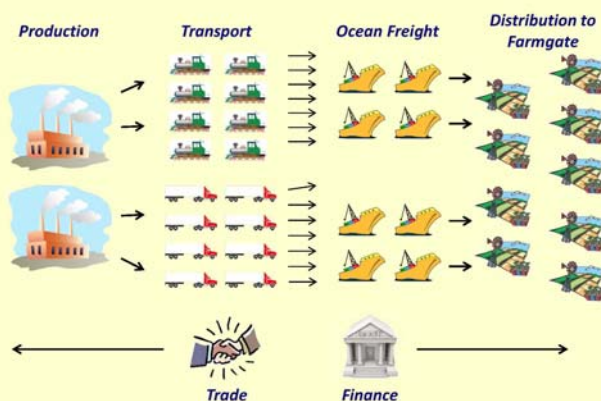 Production
Transport
Ocean Freight
Distribution to
Farmgate
Trade
Finance